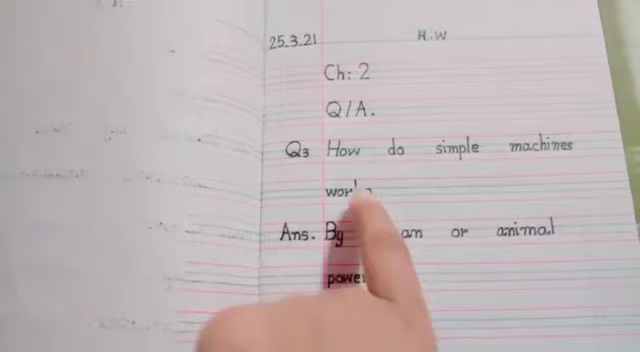 25.3.21 H.W
Ch: 2
Q/A.
Q3 How do simple machines
Ans. By or animal